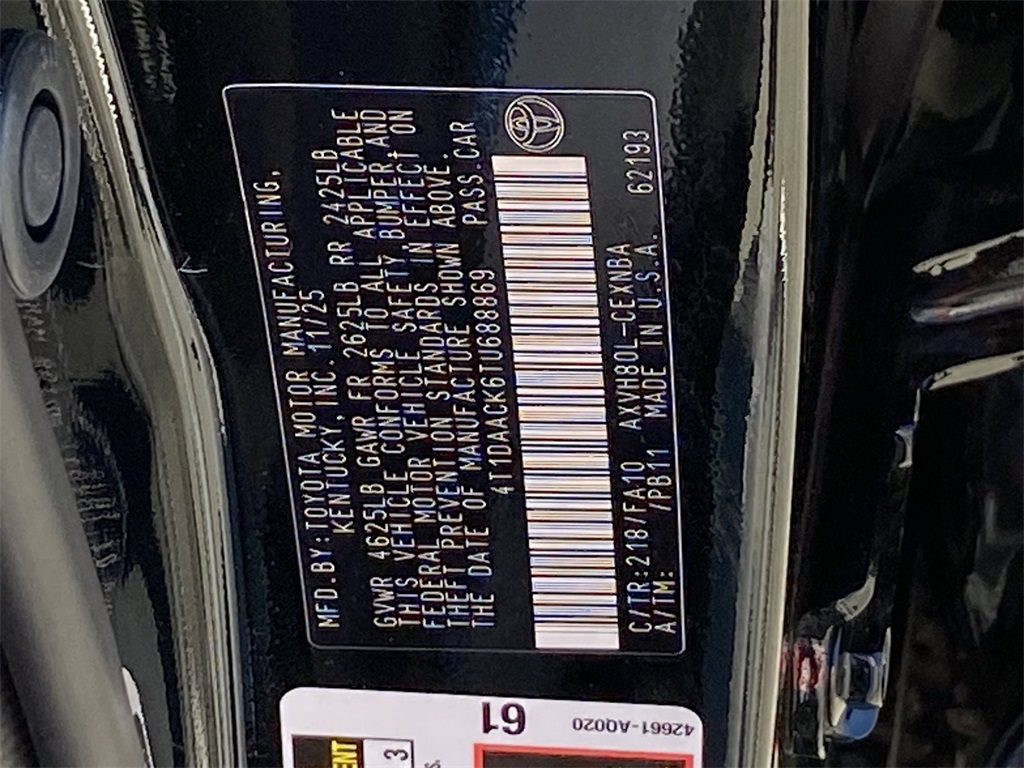 MFD.BY:TOYOTA MOTOR MANUFACTURING,
KENTUCKY, INC. 11/25
GVWR 4625LB GAWR FR 2625LB RR 2425LB
THIS VEHICLE CONFORMS TO ALL APPLICABLE
FEDERAL MOTOR VEHICLE SAFETY, BUMPER, AND
THEFT PREVENTION STANDARDS IN EFFECT ON
THE DATE OF MANUFACTURE SHOWN ABOVE.
4T1DAACK6TU688869 PASS.CAR
C/TR:218/FA10 AXVH80L-CEXNBA
A/TM: /PB11 MADE IN U.S.A. 62193
61
42661-A0020
ENT
3